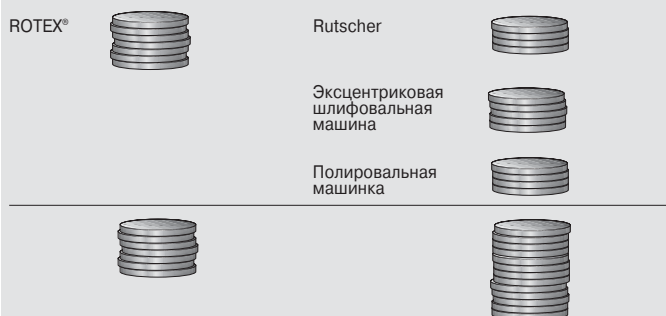 ROTEX®
Rutscher
Эксцентриковая
шлифовальная
машина
Полировальная
машинка